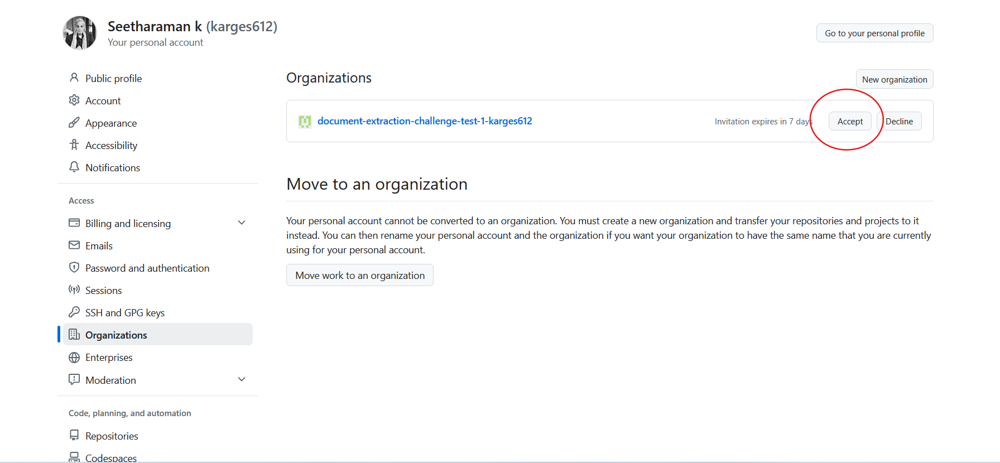 Seetharaman k (karges612)
Your personal account
Go to your personal profile
Public profile
Account
Appearance
Accessibility
Notifications
Access
Billing and licensing
Emails
Password and authentication
Sessions
SSH and GPG keys
Organizations
Enterprises
Moderation
Code, planning, and automation
Repositories
Codespaces
Organizations
New organization
document-extraction-challenge-test-1-karges612
Invitation expires in 7 days
Accept
Decline
Move to an organization
Your personal account cannot be converted to an organization. You must create a new organization and transfer your repositories and projects to it
instead. You can then rename your personal account and the organization if you want your organization to have the same name that you are currently
using for your personal account.
Move work to an organization